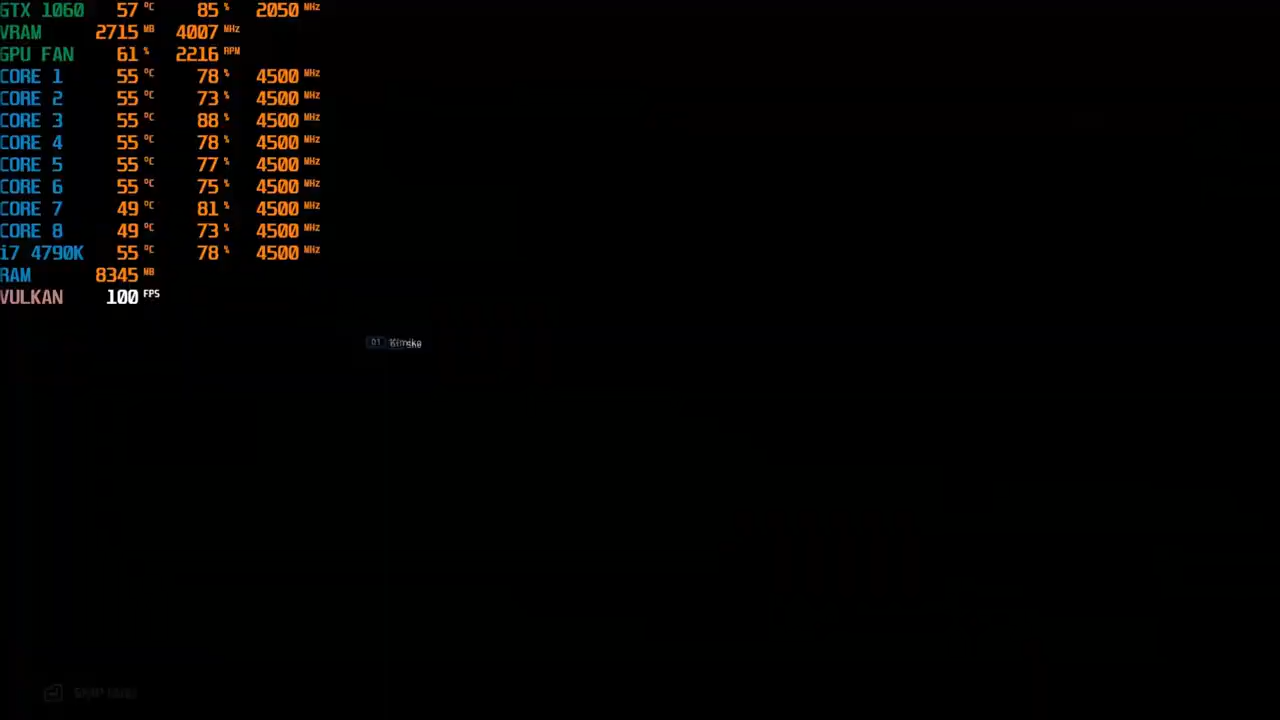 GTX 1060 57 °C 85 % 2050 MHz
VRAM 2715 MB 4007 MHz
GPU FAN 61 % 2216 RPM
CORE 1 55 °C 78 % 4500 MHz
CORE 2 55 °C 73 % 4500 MHz
CORE 3 55 °C 88 % 4500 MHz
CORE 4 55 °C 78 % 4500 MHz
CORE 5 55 °C 77 % 4500 MHz
CORE 6 55 °C 75 % 4500 MHz
CORE 7 49 °C 81 % 4500 MHz
CORE 8 49 °C 73 % 4500 MHz
i7 4790K 55 °C 78 % 4500 MHz
RAM 8345 MB
VULKAN 100 FPS
01